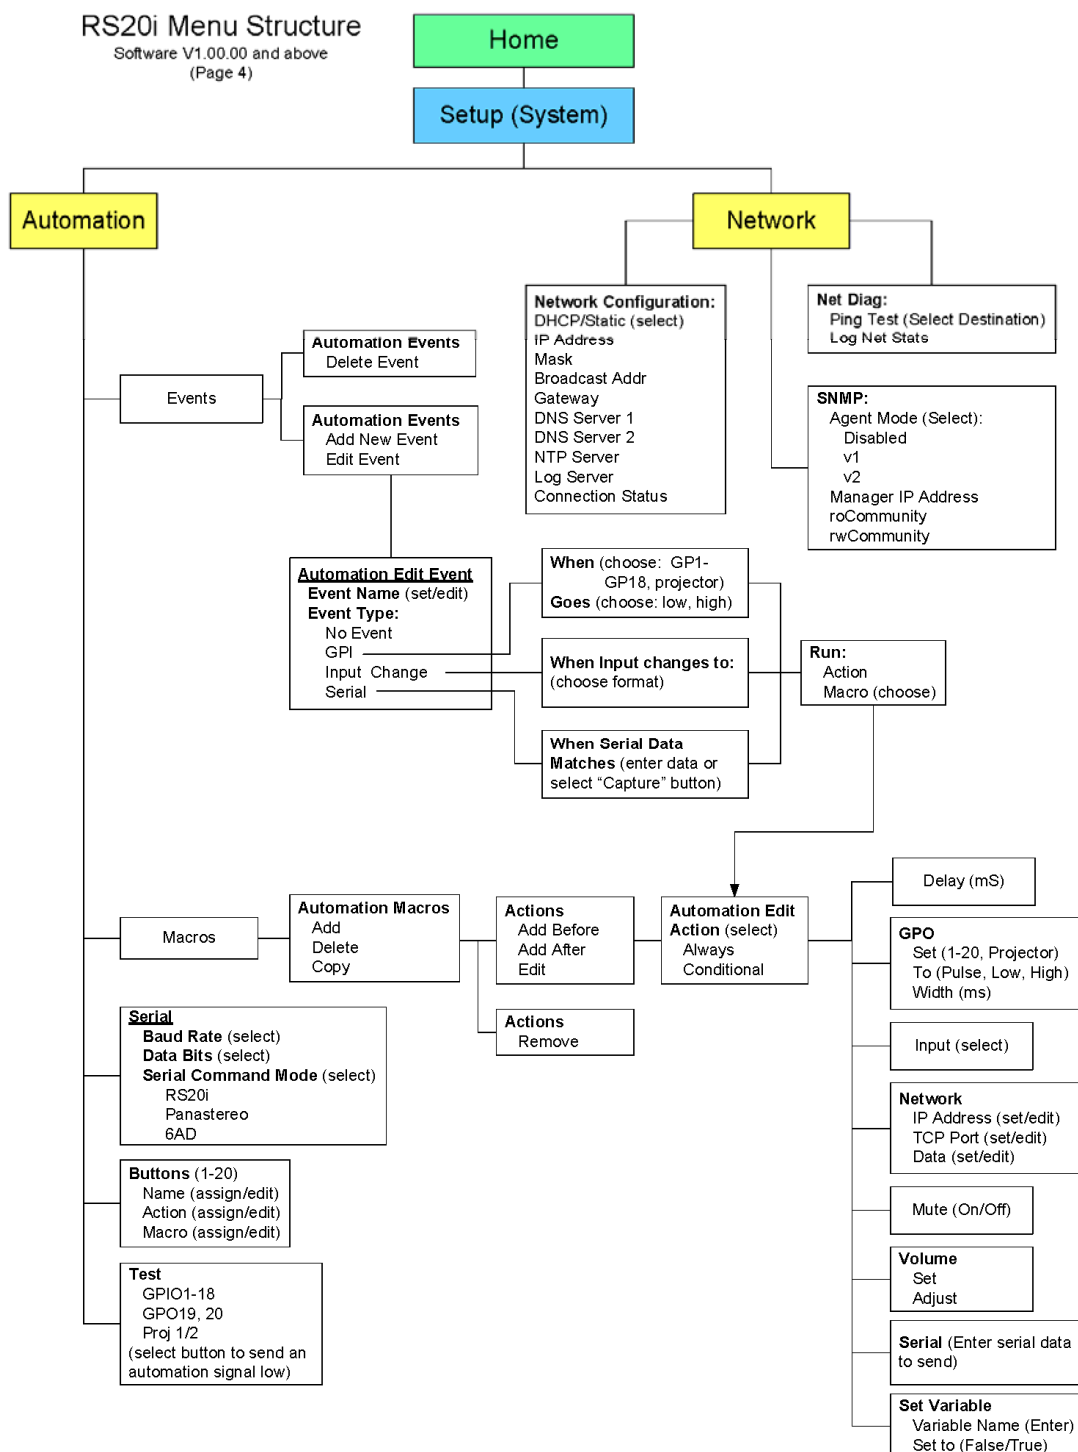 RS20i Menu Structure
Software V1.00.00 and above
(Page 4)
Home
Setup (System)
Automation
Network
Network Configuration:
DHCP/Static (select)
IP Address
Mask
Broadcast Addr
Gateway
DNS Server 1
DNS Server 2
NTP Server
Log Server
Connection Status
Net Diag:
Ping Test (Select Destination)
Log Net Stats
SNMP:
Agent Mode (Select):
Disabled
v1
v2
Manager IP Address
roCommunity
rwCommunity
Events
Automation Events
Delete Event
Automation Events
Add New Event
Edit Event
Automation Edit Event
Event Name (set/edit)
Event Type:
No Event
GPI
Input Change
Serial
When (choose: GP1-
GP18, projector)
Goes (choose: low, high)
When Input changes to:
(choose format)
When Serial Data
Matches (enter data or
select “Capture” button)
Run:
Action
Macro (choose)
Macros
Automation Macros
Add
Delete
Copy
Actions
Add Before
Add After
Edit
Actions
Remove
Automation Edit
Action (select)
Always
Conditional
Delay (mS)
GPO
Set (1-20, Projector)
To (Pulse, Low, High)
Width (ms)
Input (select)
Network
IP Address (set/edit)
TCP Port (set/edit)
Data (set/edit)
Mute (On/Off)
Volume
Set
Adjust
Serial (Enter serial data
to send)
Set Variable
Variable Name (Enter)
Set to (False/True)
Serial
Baud Rate (select)
Data Bits (select)
Serial Command Mode (select)
RS20i
Panastereo
6AD
Buttons (1-20)
Name (assign/edit)
Action (assign/edit)
Macro (assign/edit)
Test
GPIO1-18
GPO19, 20
Proj 1/2
(select button to send an
automation signal low)